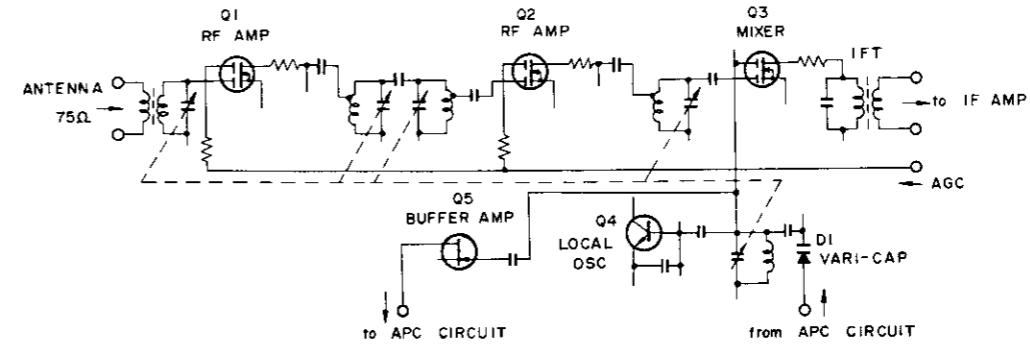 Q1
RF AMP
Q2
RF AMP
Q3
MIXER
IFT
ANTENNA
75Ω
to IF AMP
AGC
Q5
BUFFER AMP
Q4
LOCAL
OSC
D1
VARI-CAP
to APC CIRCUIT
from APC CIRCUIT